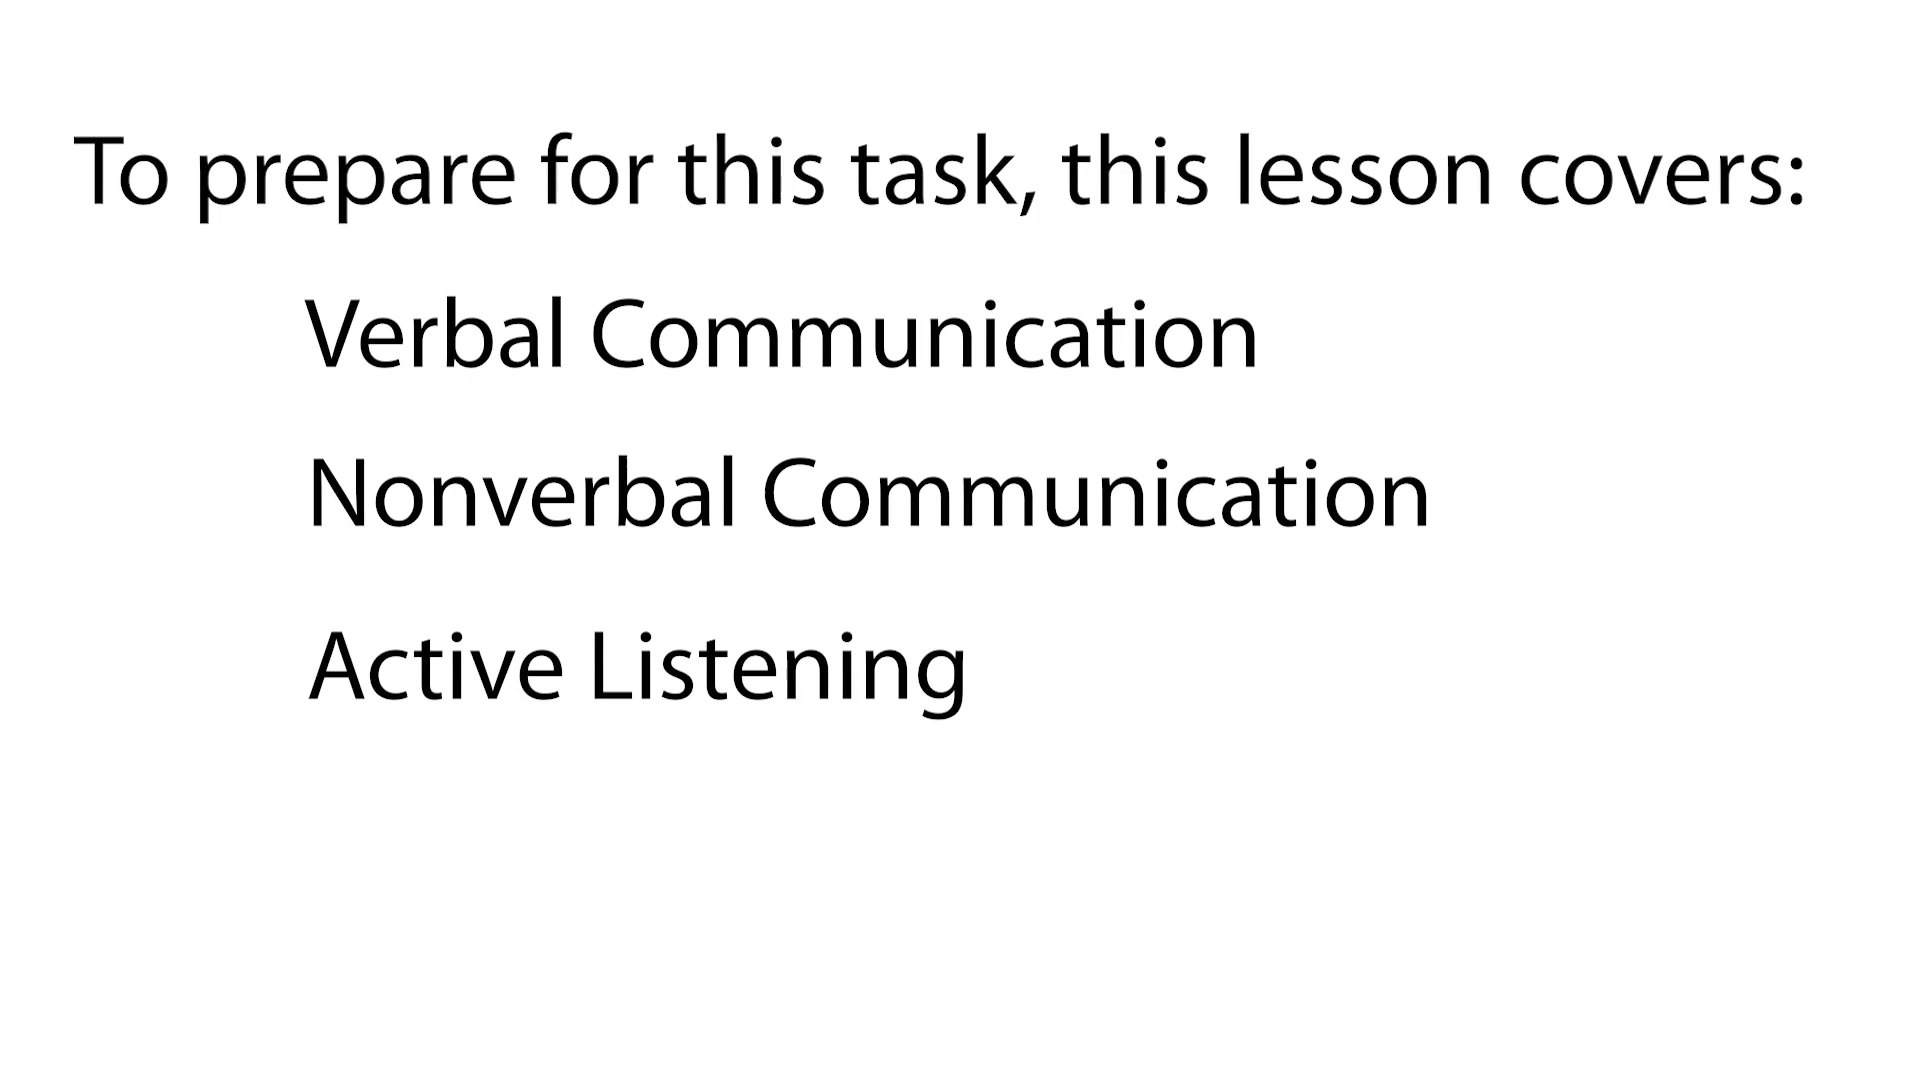 To prepare for this task, this lesson covers:
Verbal Communication
Nonverbal Communication
Active Listening